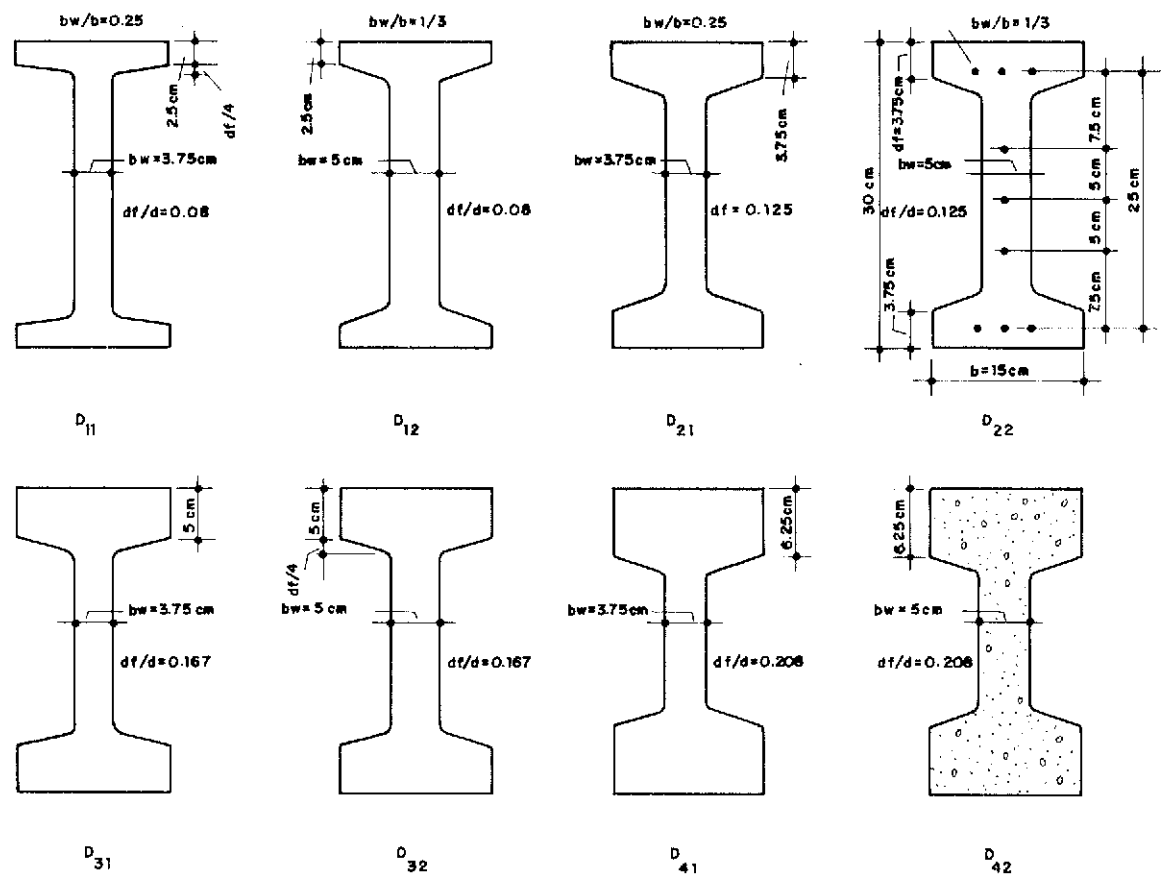 bw/b=0.25
2.5cm
df/4
bw=3.75cm
df/d=0.08
D11
bw/b=1/3
2.5cm
bw=5cm
df/d=0.08
D12
bw/b=0.25
3.75cm
bw=3.75cm
df=0.125
D21
bw/b=1/3
df=3.75cm
30cm
bw=5cm
df/d=0.125
3.75cm
7.5cm
5cm
5cm
7.5cm
25cm
b=15cm
D22
5cm
bw=3.75cm
df/d=0.167
D31
5cm
df/4
bw=5cm
df/d=0.167
D32
6.25cm
bw=3.75cm
df/d=0.208
D41
6.25cm
bw=5cm
df/d=0.208
D42